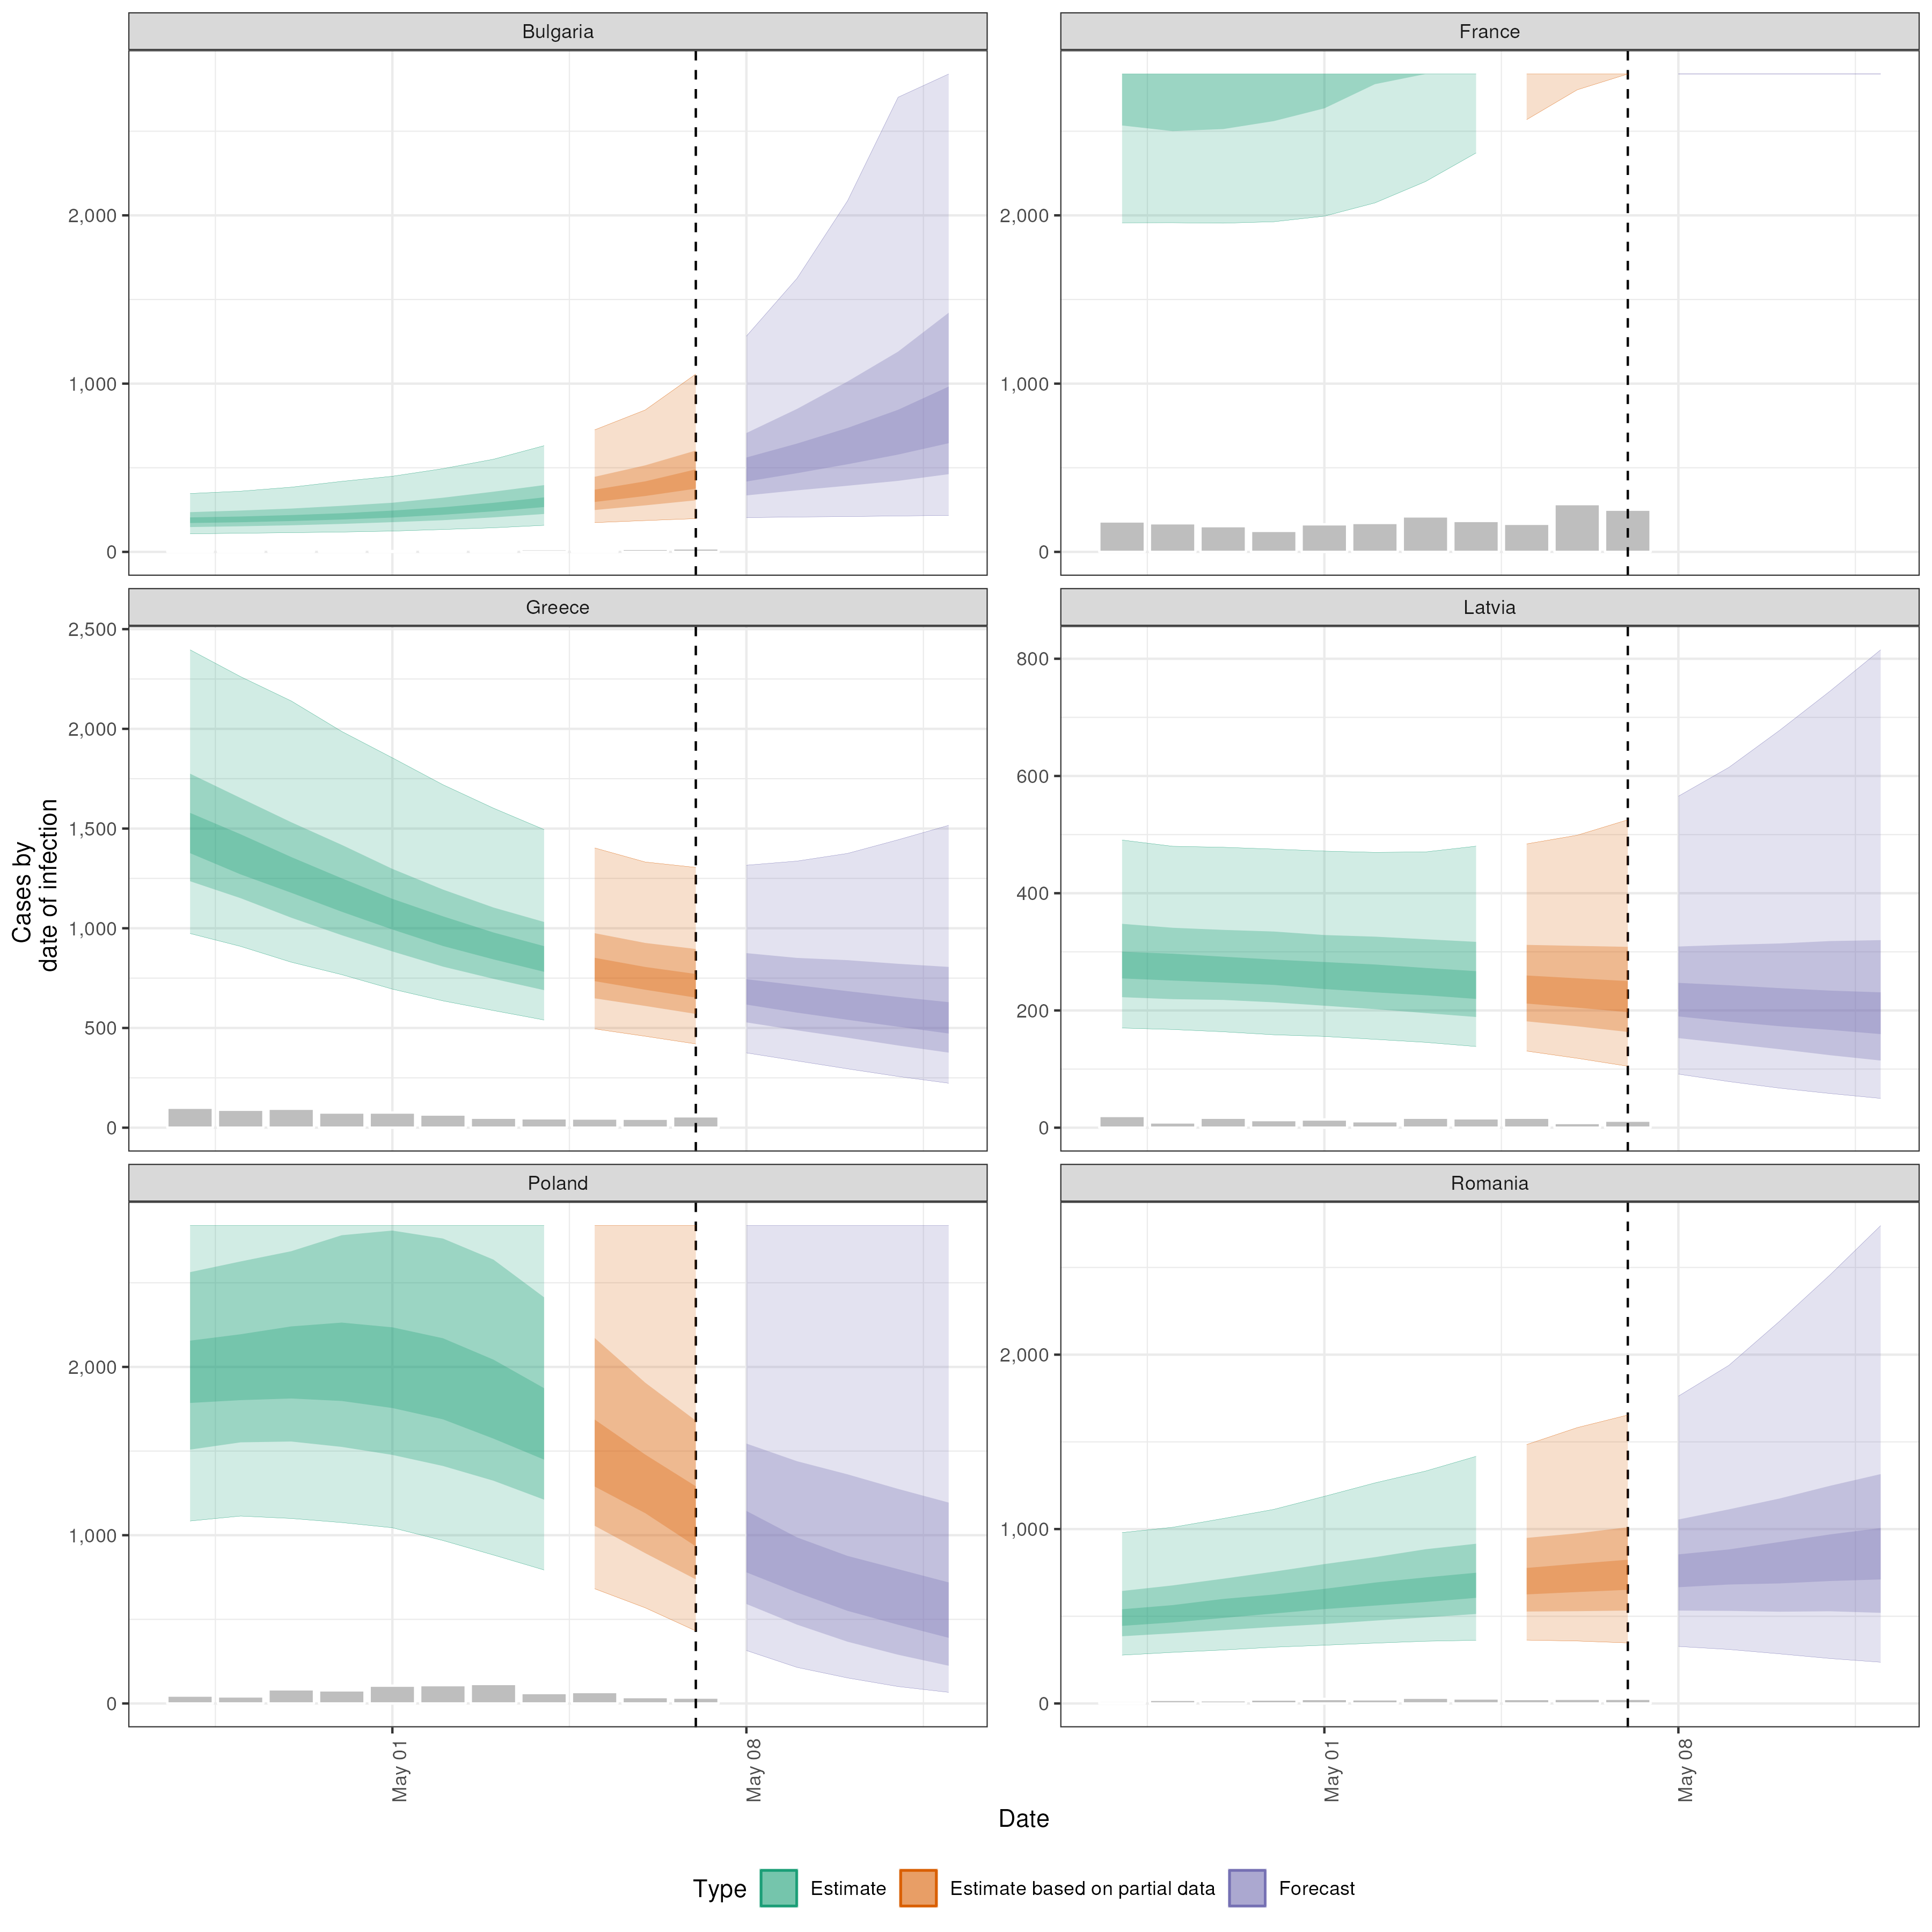 Bulgaria
France
2,000
1,000
0
2,000
1,000
0
Greece
Latvia
2,500
2,000
1,500
1,000
500
0
800
600
400
200
0
Cases by
date of infection
Poland
Romania
2,000
1,000
0
2,000
1,000
0
May 01
May 08
May 01
May 08
Date
Type
Estimate
Estimate based on partial data
Forecast